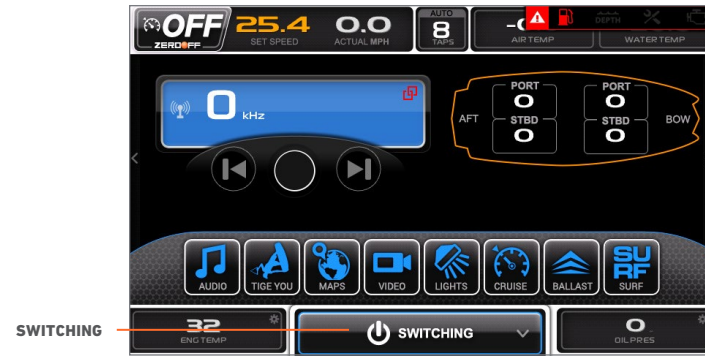 OFF
ZEROFF
25.4
SET SPEED
0.0
ACTUAL MPH
AUTO
8
TAPS
AIR TEMP
DEPTH
WATER TEMP
0 kHz
AFT
PORT
0
STBD
0
PORT
0
STBD
0
BOW
AUDIO
TIGE YOU
MAPS
VIDEO
LIGHTS
CRUISE
BALLAST
SURF
SURF
SWITCHING
32
ENG TEMP
SWITCHING
0
OIL PRES